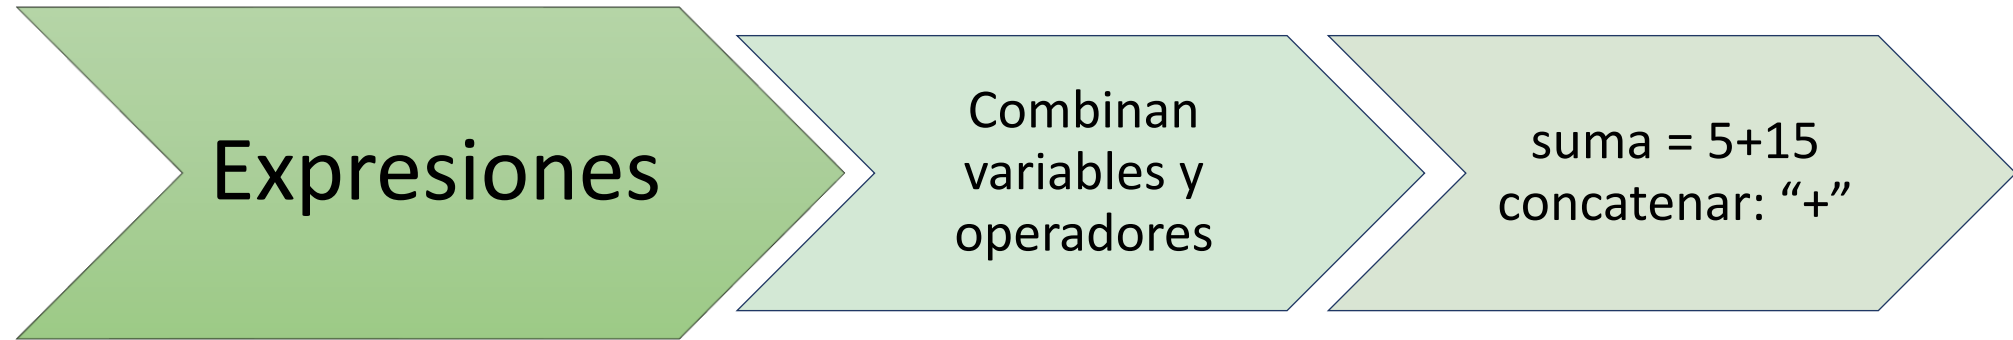 Expresiones
Combinan
variables y
operadores
suma = 5+15
concatenar: “+”